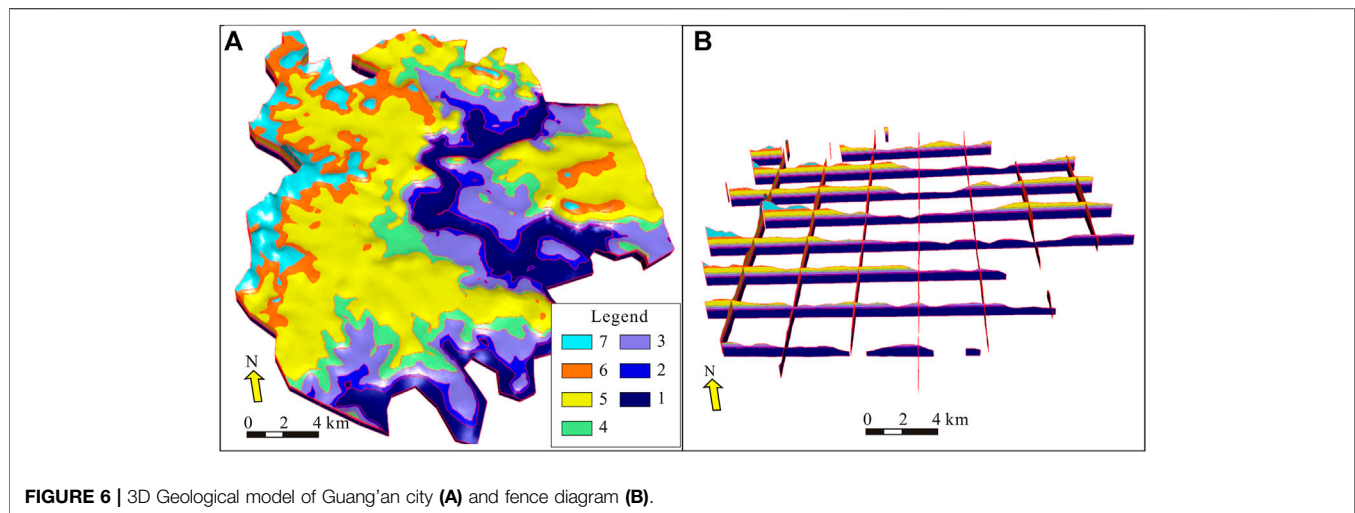 A
B
Legend
7 3
6 2
5 1
4
N
0 2 4 km
N
0 2 4 km
FIGURE 6 | 3D Geological model of Guang'an city (A) and fence diagram (B).